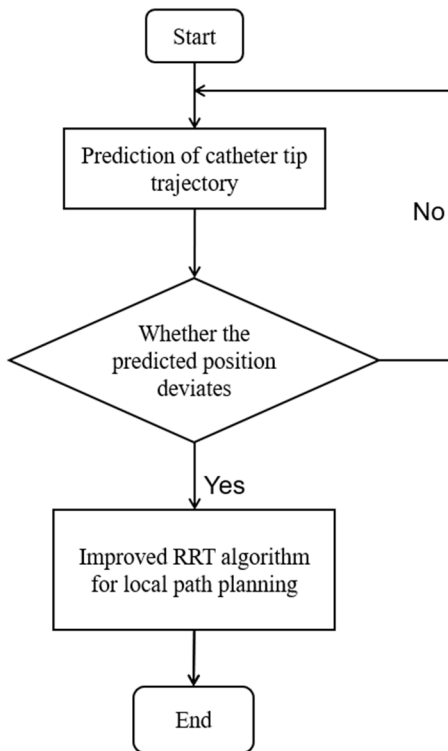 Start
Prediction of catheter tip
trajectory
No
Whether the
predicted position
deviates
Yes
Improved RRT algorithm
for local path planning
End